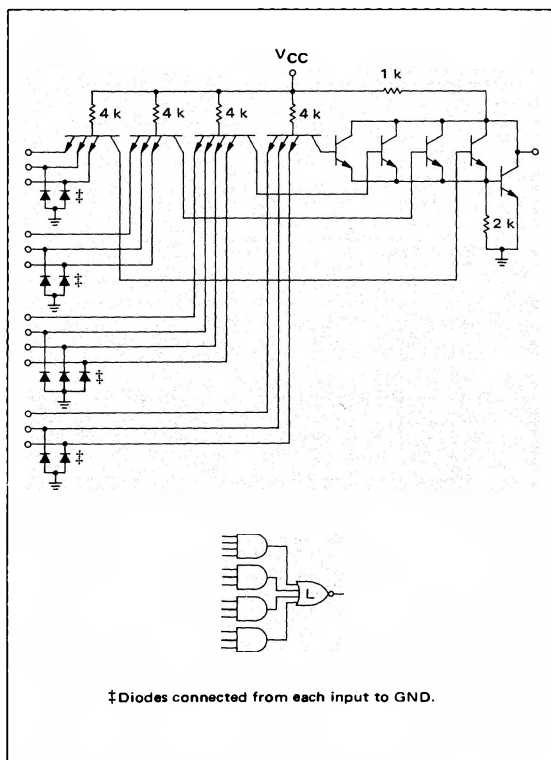 VCC
1 k
4 k
4 k
4 k
4 k
‡
2 k
‡
‡
‡
L
‡Diodes connected from each input to GND.